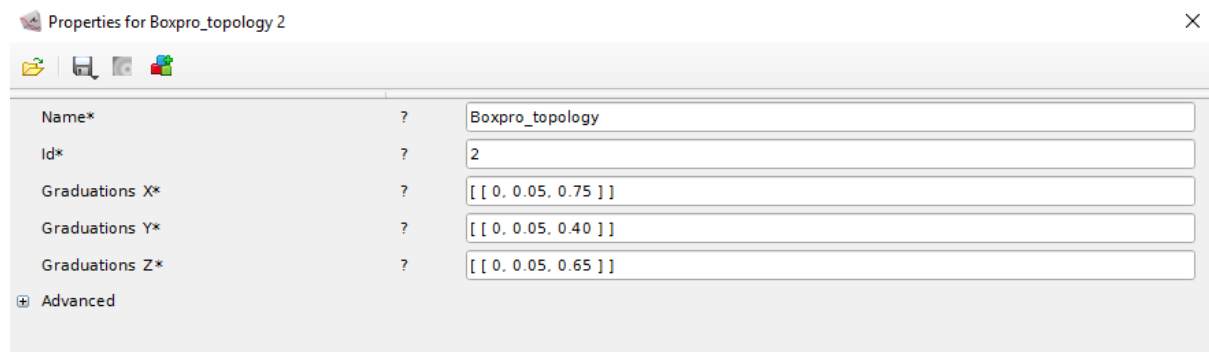 Properties for Boxpro_topology 2
Name* ? Boxpro_topology
Id* ? 2
Graduations X* ? [ [ 0, 0.05, 0.75 ] ]
Graduations Y* ? [ [ 0, 0.05, 0.40 ] ]
Graduations Z* ? [ [ 0, 0.05, 0.65 ] ]
Advanced